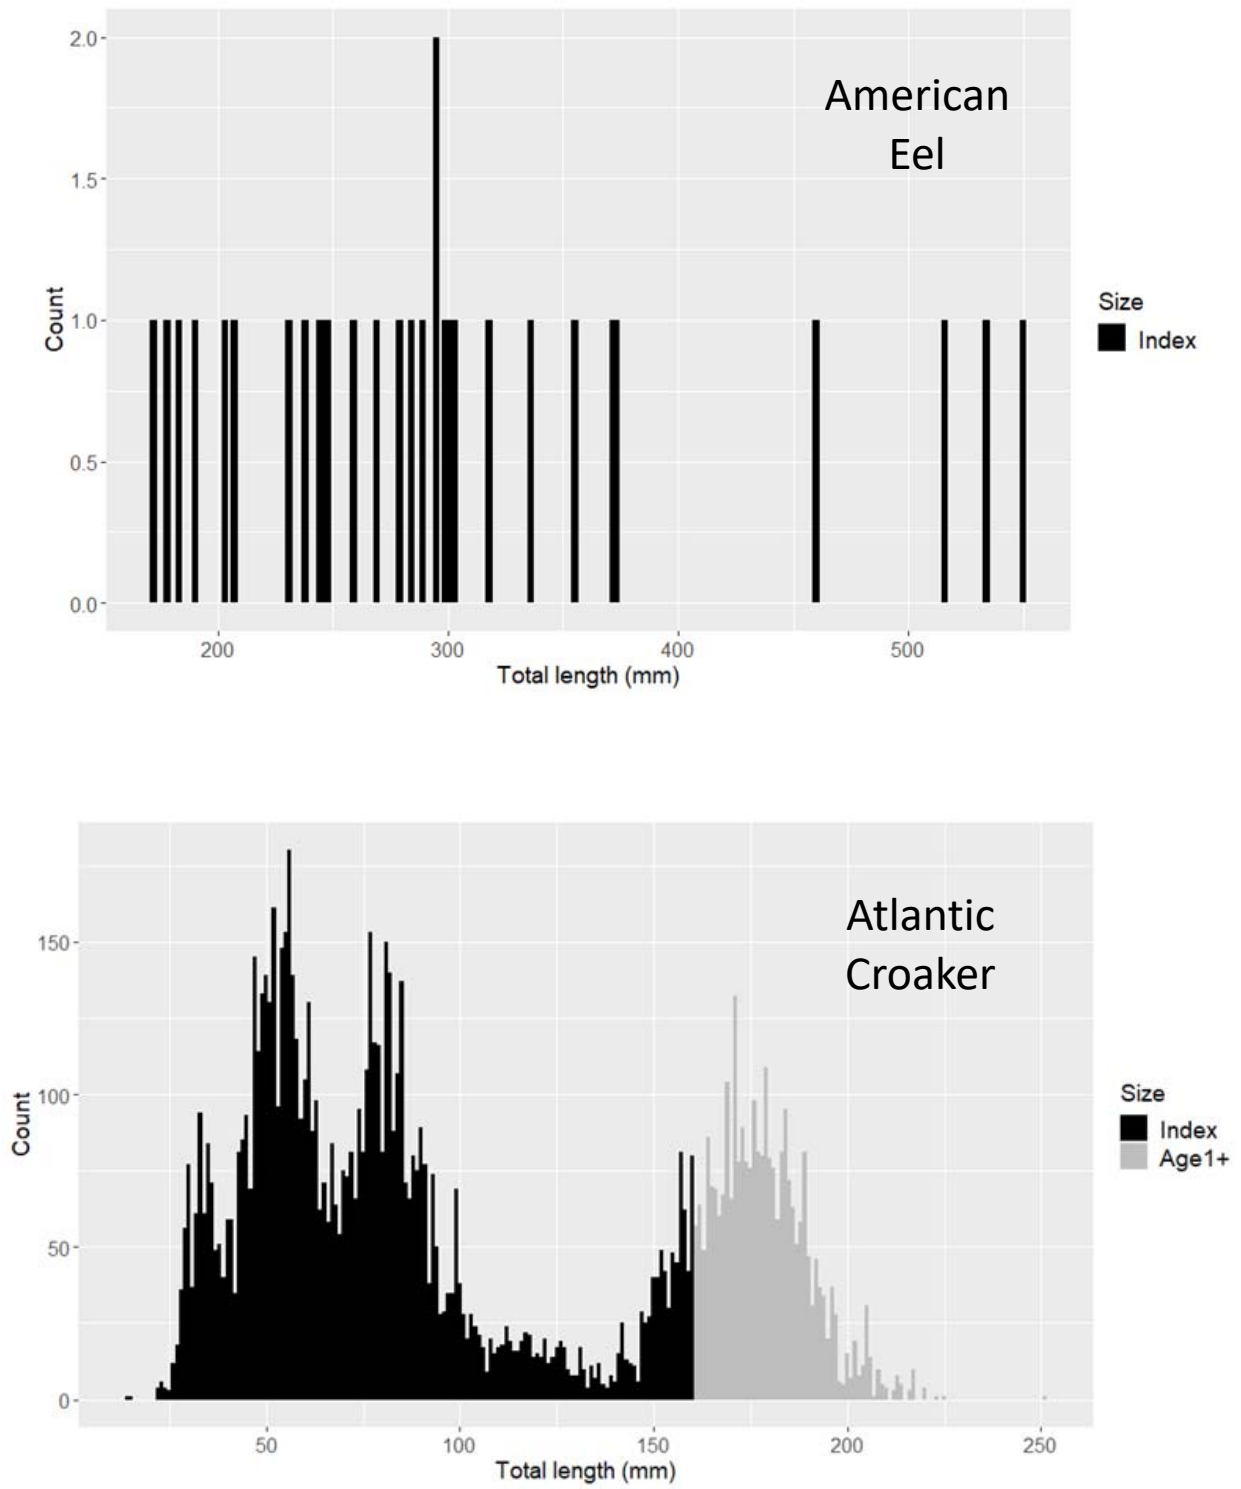 American
Eel
2.0
1.5
1.0
0.5
0.0
Count
200 300 400 500
Total length (mm)
Size
Index
Atlantic
Croaker
150
100
50
0
Count
50 100 150 200 250
Total length (mm)
Size
Index
Age1+